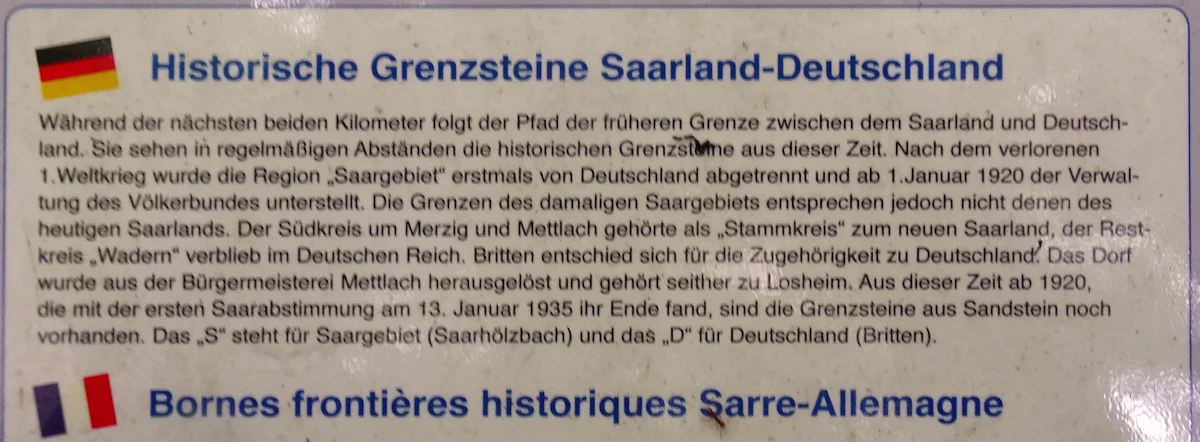 Historische Grenzsteine Saarland-Deutschland
Während der nächsten beiden Kilometer folgt der Pfad der früheren Grenze zwischen dem Saarland und Deutsch-
land. Sie sehen in regelmäßigen Abständen die historischen Grenzsteine aus dieser Zeit. Nach dem verlorenen
1.Weltkrieg wurde die Region „Saargebiet“ erstmals von Deutschland abgetrennt und ab 1.Januar 1920 der Verwal-
tung des Völkerbundes unterstellt. Die Grenzen des damaligen Saargebiets entsprechen jedoch nicht denen des
heutigen Saarlands. Der Südkreis um Merzig und Mettlach gehörte als „Stammkreis“ zum neuen Saarland, der Rest-
kreis „Wadern“ verblieb im Deutschen Reich. Britten entschied sich für die Zugehörigkeit zu Deutschland. Das Dorf
wurde aus der Bürgermeisterei Mettlach herausgelöst und gehört seither zu Losheim. Aus dieser Zeit ab 1920,
die mit der ersten Saarabstimmung am 13. Januar 1935 ihr Ende fand, sind die Grenzsteine aus Sandstein noch
vorhanden. Das „S“ steht für Saargebiet (Saarhölzbach) und das „D“ für Deutschland (Britten).
Bornes frontières historiques Sarre-Allemagne